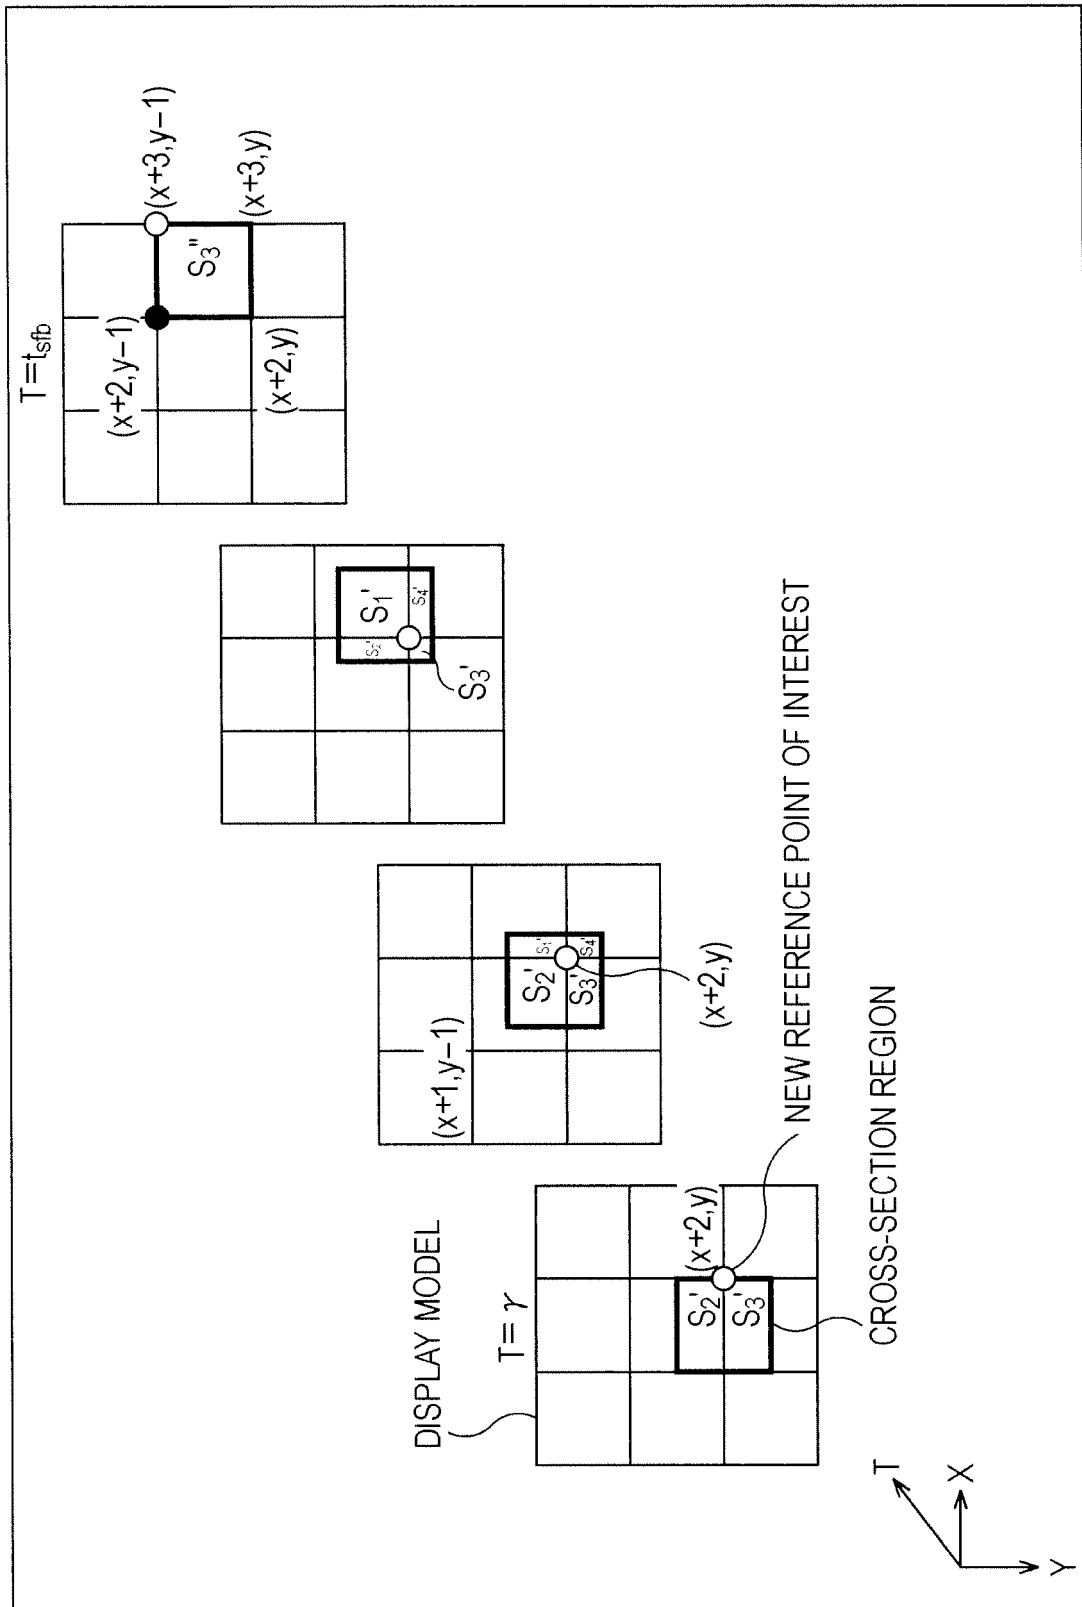 DISPLAY MODEL
T=γ
(x+2,y)
S2'
S3'
NEW REFERENCE POINT OF INTEREST
CROSS-SECTION REGION
(x+1,y−1)
S2'
S1'
S3'
S4'
(x+2,y)
S2'
S1'
S4'
S3'
T=tsfb
(x+2,y−1)
(x+3,y−1)
S3"
(x+2,y)
(x+3,y)
T
X
Y